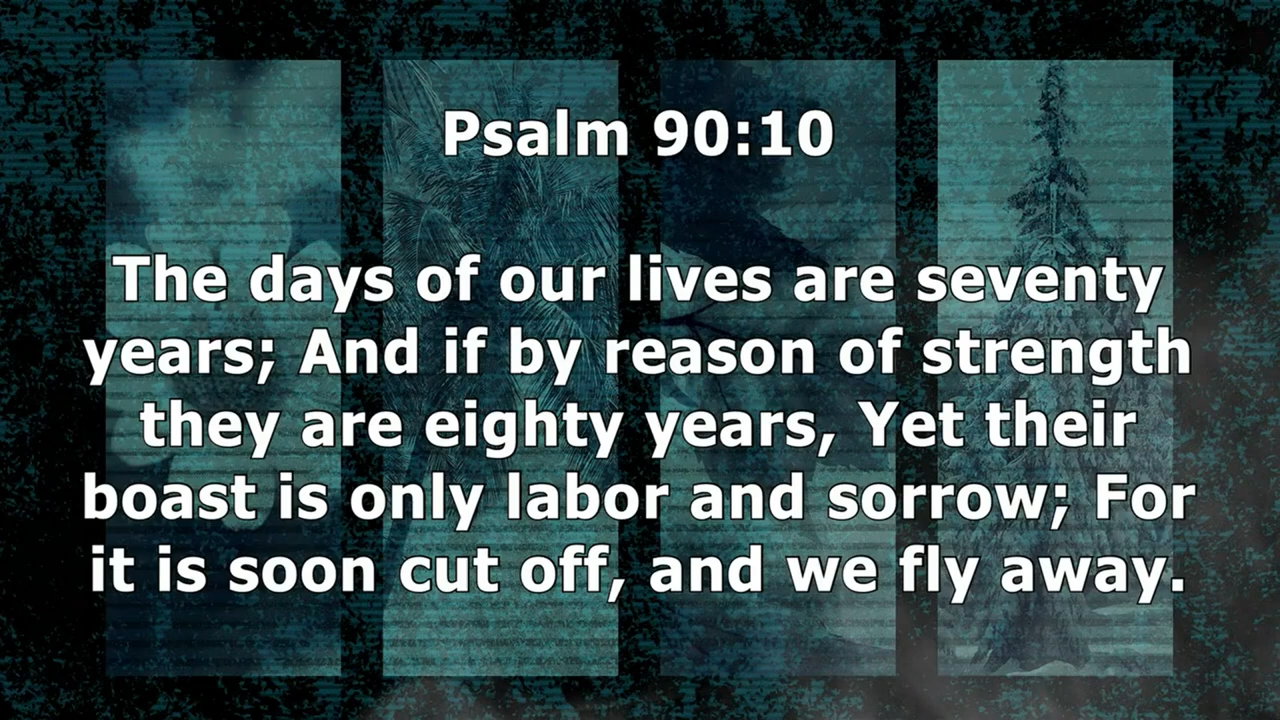 Psalm 90:10
The days of our lives are seventy
years; And if by reason of strength
they are eighty years, Yet their
boast is only labor and sorrow; For
it is soon cut off, and we fly away.